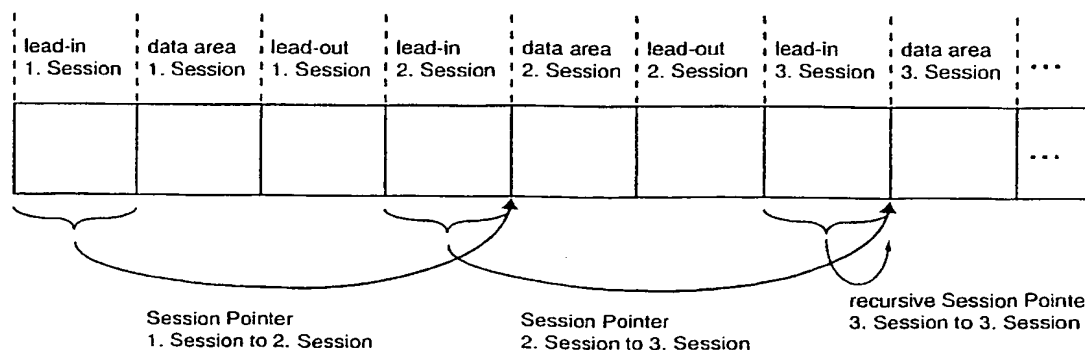 lead-in
1. Session
data area
1. Session
lead-out
1. Session
lead-in
2. Session
data area
2. Session
lead-out
2. Session
lead-in
3. Session
data area
3. Session
...
...
Session Pointer
1. Session to 2. Session
Session Pointer
2. Session to 3. Session
recursive Session Pointe
3. Session to 3. Session